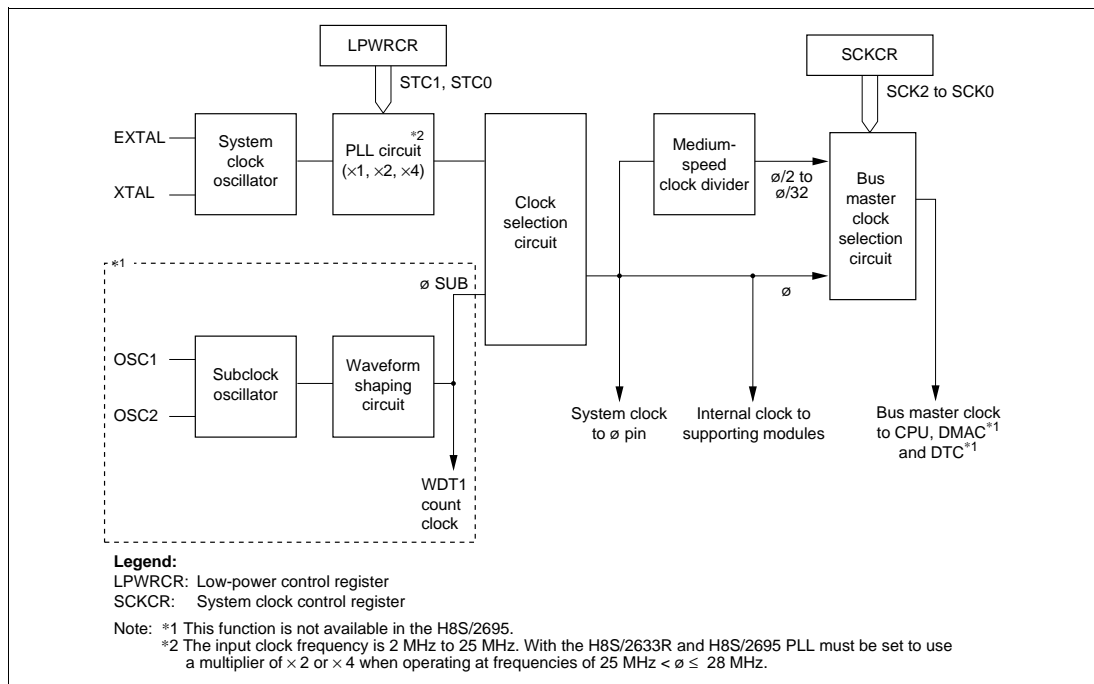 LPWRCR
STC1, STC0
SCKCR
SCK2 to SCK0
EXTAL
XTAL
System
clock
oscillator
*2
PLL circuit
(×1, ×2, ×4)
Clock
selection
circuit
Medium-
speed
clock divider
ø/2 to
ø/32
Bus
master
clock
selection
circuit
ø
*1
ø SUB
OSC1
OSC2
Subclock
oscillator
Waveform
shaping
circuit
WDT1
count
clock
System clock
to ø pin
Internal clock to
supporting modules
Bus master clock
to CPU, DMAC*1
and DTC*1
Legend:
LPWRCR: Low-power control register
SCKCR: System clock control register
Note: *1 This function is not available in the H8S/2695.
*2 The input clock frequency is 2 MHz to 25 MHz. With the H8S/2633R and H8S/2695 PLL must be set to use
a multiplier of × 2 or × 4 when operating at frequencies of 25 MHz < ø ≤ 28 MHz.